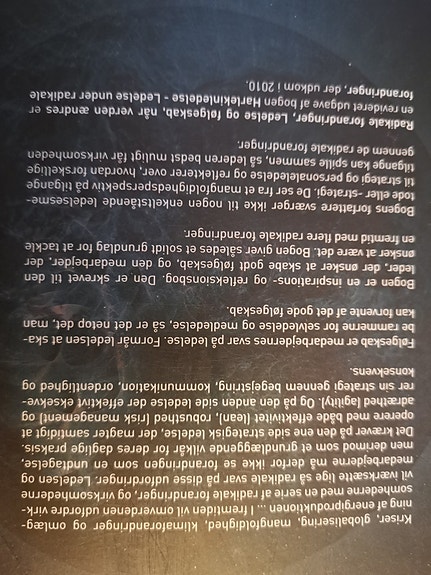 Kriser, globalisering, mangfoldighed, klimaforandringer og omlæg-
ning af energiproduktionen ... I fremtiden vil omverdenen udfordre virk-
somhederne med en serie af radikale forandringer, og virksomhederne
vil iværksætte lige så radikale svar på disse udfordringer. Ledelsen og
medarbejderne må derfor ikke se forandringen som en undtagelse,
men derimod som et grundlæggende vilkår for deres daglige praksis.
Det kræver på den ene side strategisk ledelse, der magter samtidigt at
operere med både effektivitet (lean), robusthed (risk management) og
adræthed (agility). Og på den anden side ledelse der effektivt eksekve-
rer sin strategi gennem begejstring, kommunikation, ordentlighed og
konsekvens.
Følgeskab er medarbejdernes svar på ledelse. Formår ledelsen at ska-
be rammerne for selvledelse og medledelse, så er det netop det, man
kan forvente af det gode følgeskab.
Bogen er en inspirations- og refleksionsbog. Den er skrevet til den
leder, der ønsker at skabe godt følgeskab, og den medarbejder, der
ønsker at være det. Bogen giver således et solidt grundlag for at tackle
en fremtid med flere radikale forandringer.
Bogens forfattere sværger ikke til nogen enkeltstående ledelsesme-
tode eller -strategi. De ser fra et mangfoldighedsperspektiv på tilgange
til strategi og personaleledelse og reflekterer over, hvordan forskellige
tilgange kan spille sammen, så lederen bedst muligt får virksomheden
gennem de radikale forandringer.
Radikale forandringer, Ledelse og følgeskab, når verden ændres er
en revideret udgave af bogen Harlekinledelse - Ledelse under radikale
forandringer, der udkom i 2010.